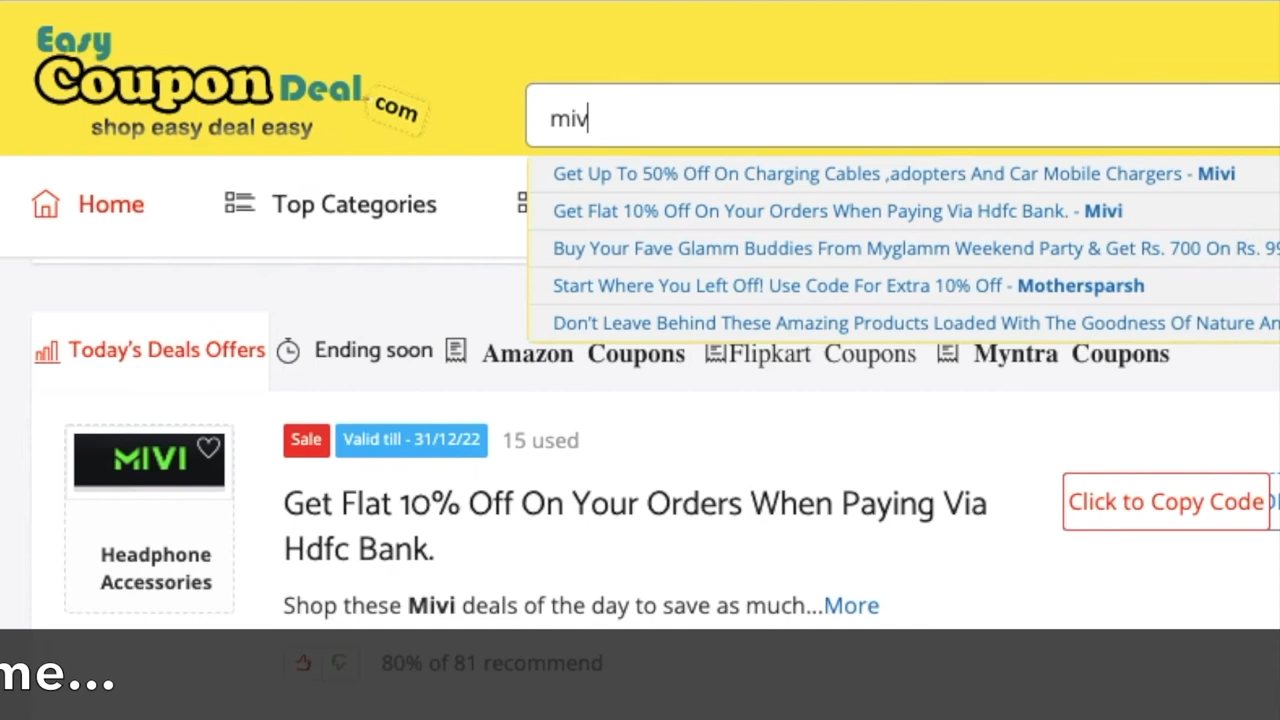 Easy
Coupon Deal.com
shop easy deal easy
miv
Get Up To 50% Off On Charging Cables ,adopters And Car Mobile Chargers - Mivi
Get Flat 10% Off On Your Orders When Paying Via Hdfc Bank. - Mivi
Buy Your Fave Glamm Buddies From Myglamm Weekend Party & Get Rs. 700 On Rs.
Start Where You Left Off! Use Code For Extra 10% Off - Mothersparsh
Don't Leave Behind These Amazing Products Loaded With The Goodness Of Nature
Home
Top Categories
Today's Deals Offers
Ending soon
Amazon Coupons
Flipkart Coupons
Myntra Coupons
MIVI
Headphone
Accessories
Sale
Valid till - 31/12/22
15 used
Get Flat 10% Off On Your Orders When Paying Via
Hdfc Bank.
Shop these Mivi deals of the day to save as much...More
Click to Copy Code
80% of 81 recommend
me...